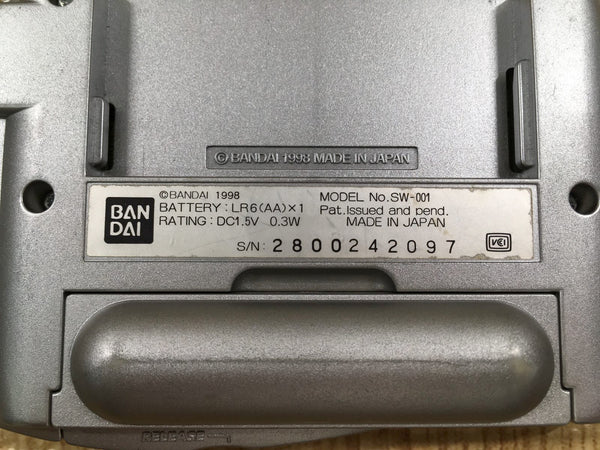 ©BANDAI 1998 MADE IN JAPAN
BAN
DAI
©BANDAI 1998
BATTERY : LR6(AA)×1
RATING : DC1.5V 0.3W
MODEL No.SW-001
Pat.Issued and pend.
MADE IN JAPAN
S/N: 2800242097
VCI
RELEASE